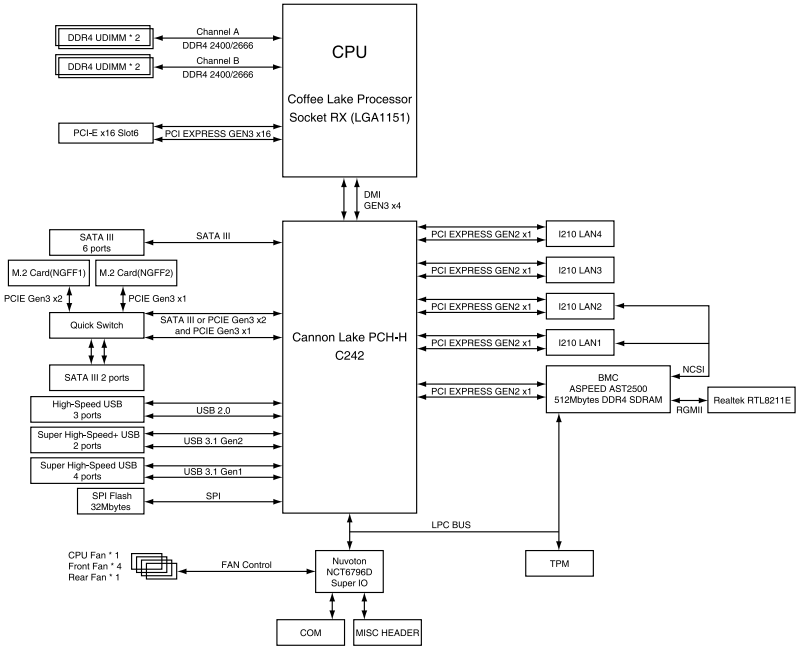 DDR4 UDIMM * 2
Channel A
DDR4 2400/2666
DDR4 UDIMM * 2
Channel B
DDR4 2400/2666
PCI-E x16 Slot6
PCI EXPRESS GEN3 x16
CPU
Coffee Lake Processor
Socket RX (LGA1151)
DMI
GEN3 x4
SATA III
6 ports
SATA III
M.2 Card(NGFF1)
M.2 Card(NGFF2)
PCIE Gen3 x2
PCIE Gen3 x1
Quick Switch
SATA III or PCIE Gen3 x2
and PCIE Gen3 x1
SATA III 2 ports
High-Speed USB
3 ports
USB 2.0
Super High-Speed+ USB
2 ports
USB 3.1 Gen2
Super High-Speed USB
4 ports
USB 3.1 Gen1
SPI Flash
32Mbytes
SPI
Cannon Lake PCH-H
C242
PCI EXPRESS GEN2 x1
I210 LAN4
PCI EXPRESS GEN2 x1
I210 LAN3
PCI EXPRESS GEN2 x1
I210 LAN2
PCI EXPRESS GEN2 x1
I210 LAN1
NCSI
PCI EXPRESS GEN2 x1
BMC
ASPEED AST2500
512Mbytes DDR4 SDRAM
RGMII
Realtek RTL8211E
LPC BUS
TPM
CPU Fan * 1
Front Fan * 4
Rear Fan * 1
FAN Control
Nuvoton
NCT6796D
Super IO
COM
MISC HEADER